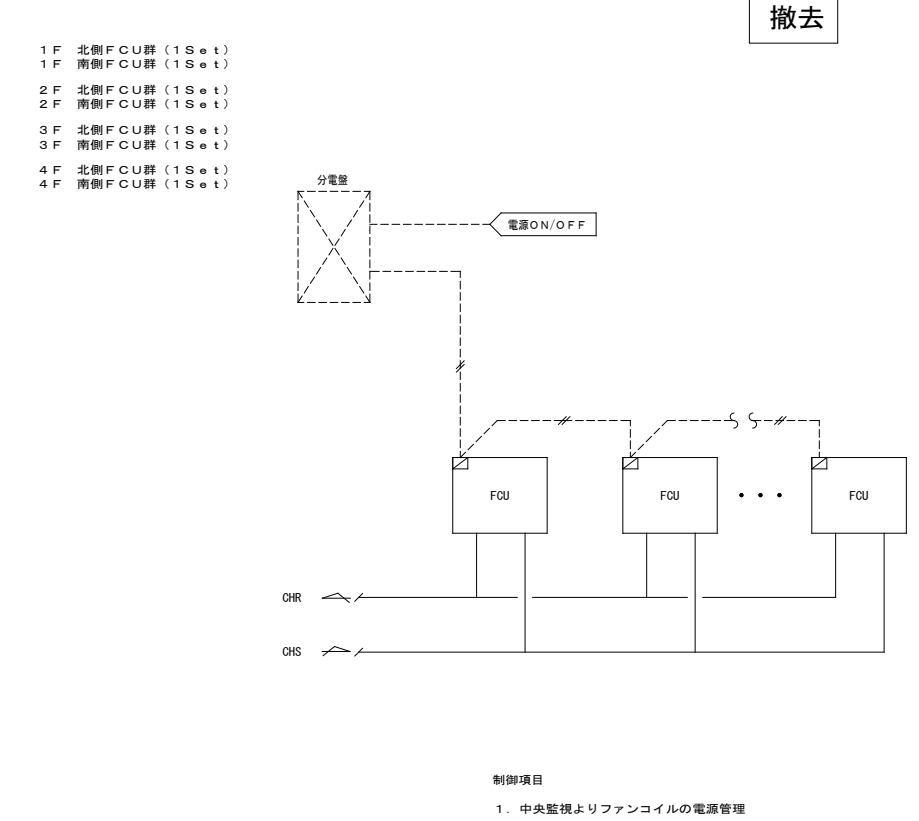 撤去
1F 北側FCU群(1Set)
1F 南側FCU群(1Set)
2F 北側FCU群(1Set)
2F 南側FCU群(1Set)
3F 北側FCU群(1Set)
3F 南側FCU群(1Set)
4F 北側FCU群(1Set)
4F 南側FCU群(1Set)
分電盤
電源ON/OFF
FCU
FCU
FCU
CHR
CHS
制御項目
1. 中央監視よりファンコイルの電源管理